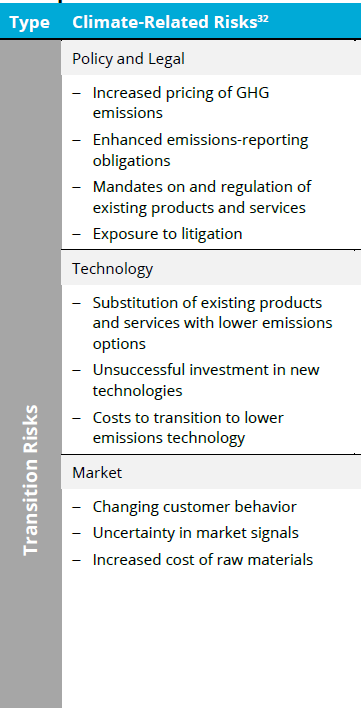 Type Climate-Related Risks³²
Policy and Legal
– Increased pricing of GHG
emissions
– Enhanced emissions-reporting
obligations
– Mandates on and regulation of
existing products and services
– Exposure to litigation
Technology
– Substitution of existing products
and services with lower emissions
options
– Unsuccessful investment in new
technologies
– Costs to transition to lower
emissions technology
Transition Risks
Market
– Changing customer behavior
– Uncertainty in market signals
– Increased cost of raw materials